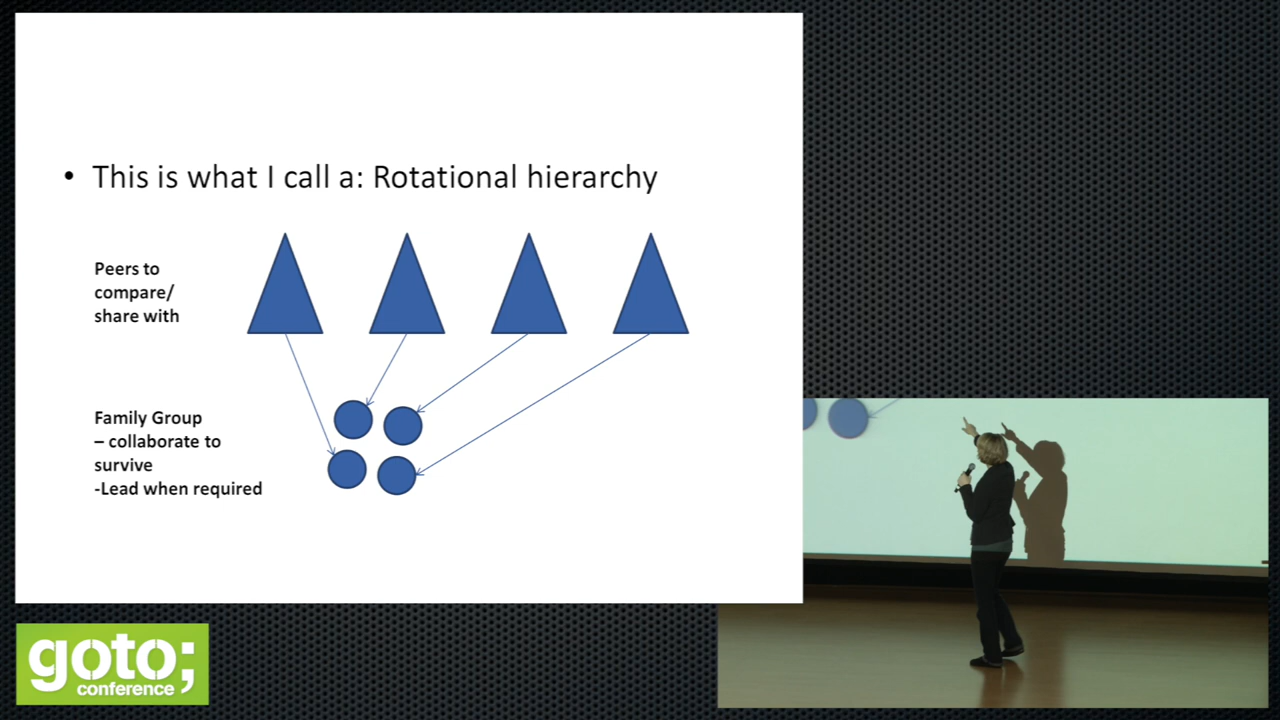 • This is what I call a: Rotational hierarchy
Peers to
compare/
share with
Family Group
– collaborate to
survive
-Lead when required
goto;
conference